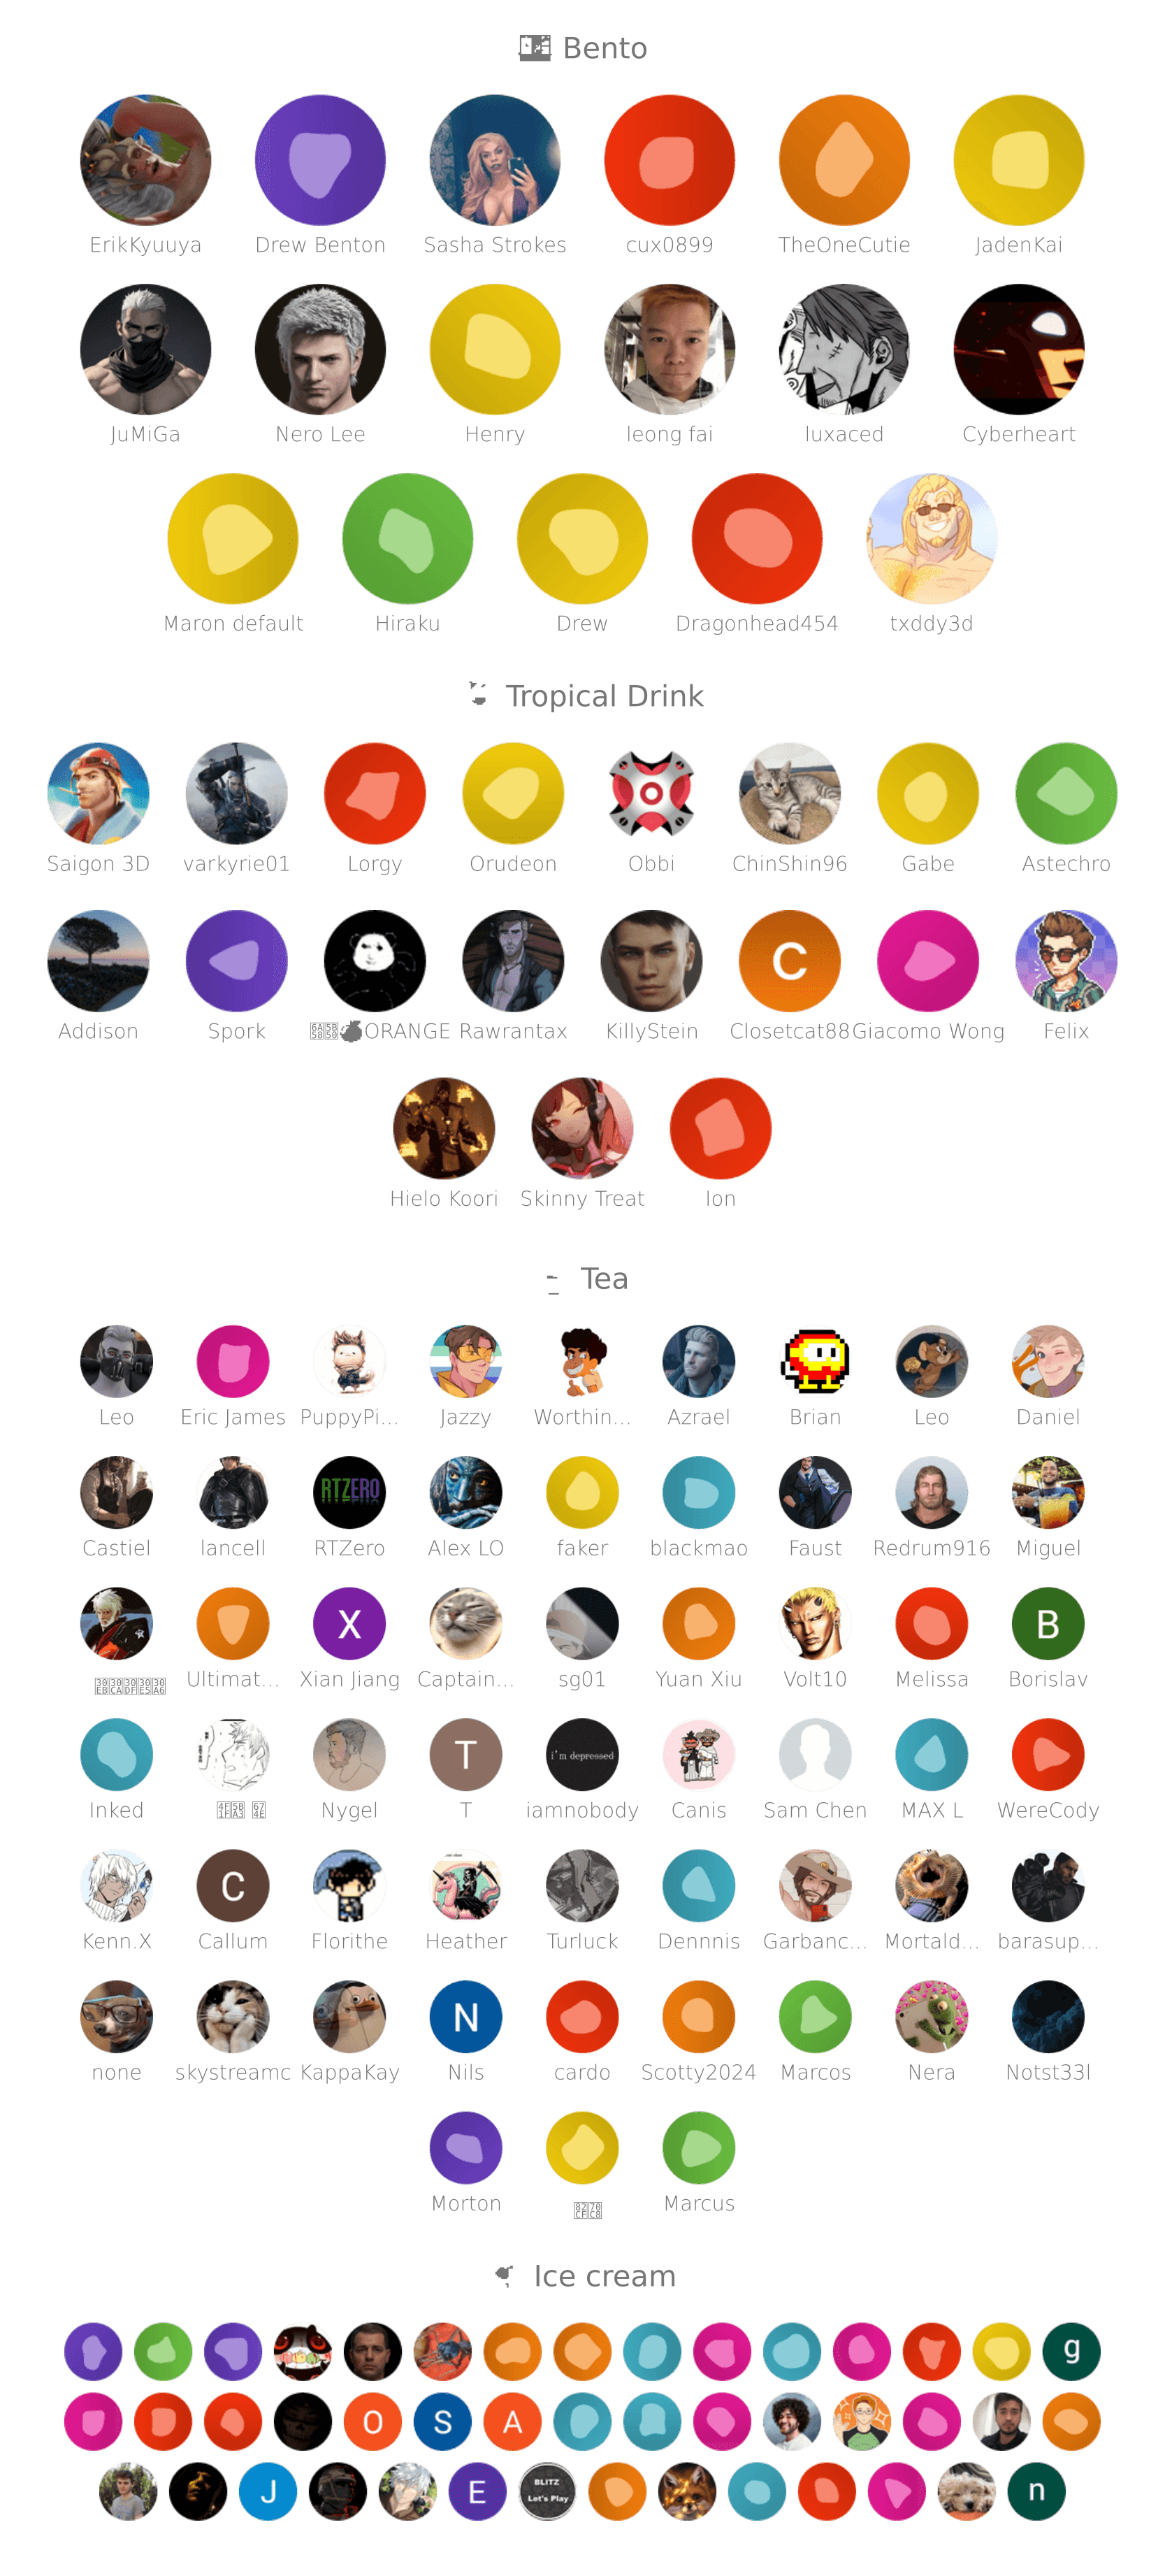 Bento
ErikKyuuya Drew Benton Sasha Strokes cux0899 TheOneCutie JadenKai
JuMiGa Nero Lee Henry leong fai luxaced Cyberheart
Maron default Hiraku Drew Dragonhead454 txddy3d
Tropical Drink
Saigon 3D varkyrie01 Lorgy Orudeon Obbi ChinShin96 Gabe Astechro
C
Addison Spork ORANGE Rawrantax KillyStein Closetcat88 Giacomo Wong Felix
Hielo Koori Skinny Treat Ion
Tea
Leo Eric James PuppyPi... Jazzy Worthin... Azrael Brian Leo Daniel
RTZERO
Castiel lancell RTZero Alex LO faker blackmao Faust Redrum916 Miguel
X B
Ultimat... Xian Jiang Captain... sg01 Yuan Xiu Volt10 Melissa Borislav
T i'm depressed
Inked Nygel T iamnobody Canis Sam Chen MAX L WereCody
C
Kenn.X Callum Florithe Heather Turluck Dennnis Garbanc... Mortald... barasup...
N
none skystreamc KappaKay Nils cardo Scotty2024 Marcos Nera Notst33l
Morton Marcus
Ice cream
g
O S A
J E BLITZ Let's Play n